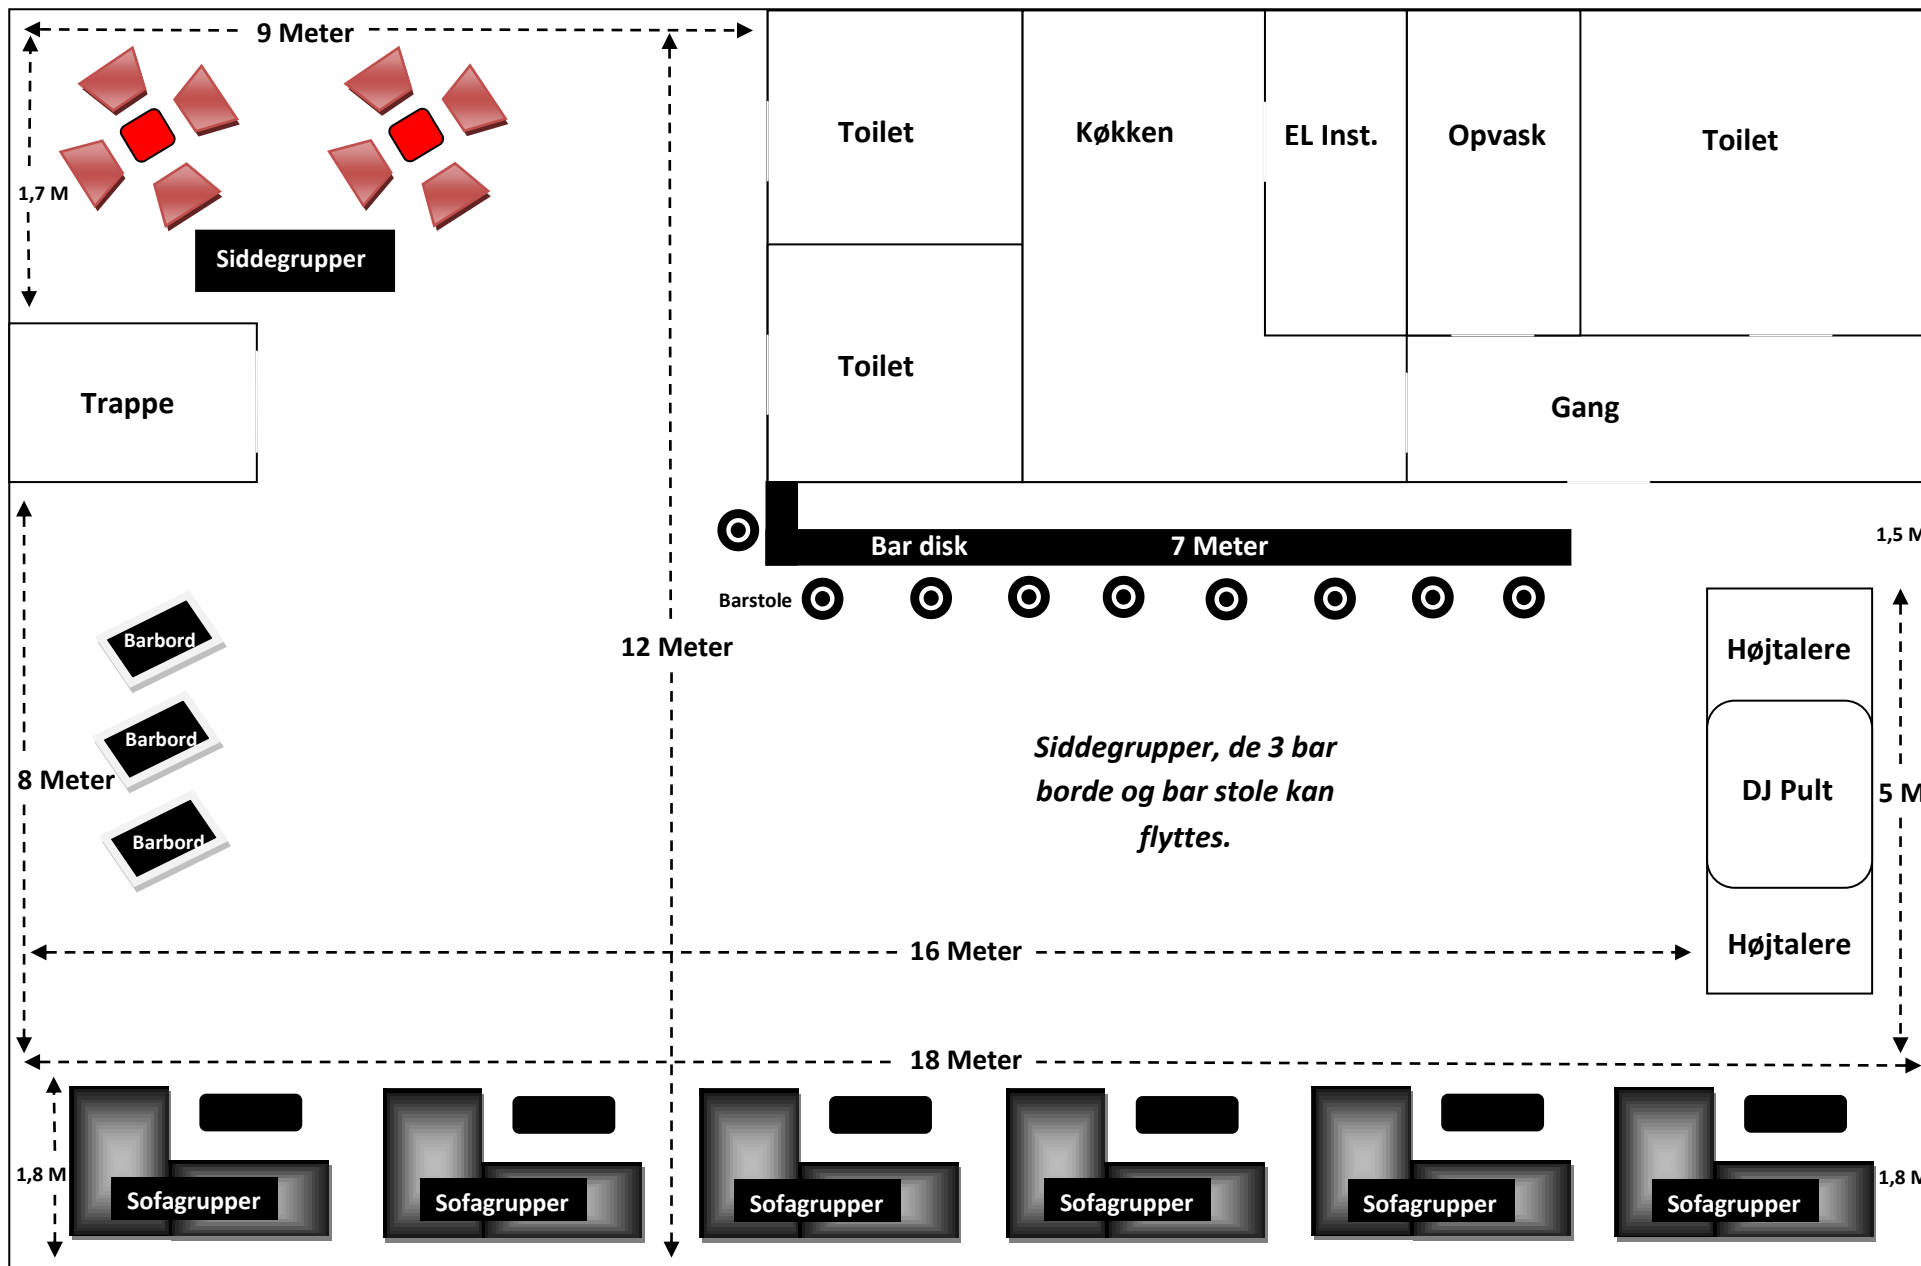 9 Meter
1,7 M
Siddegrupper
Toilet
Køkken
EL Inst.
Opvask
Toilet
Toilet
Trappe
Gang
Bar disk
7 Meter
1,5 M
Barstole
12 Meter
Barbord
Barbord
Barbord
8 Meter
Siddegrupper, de 3 bar
borde og bar stole kan
flyttes.
Højtalere
DJ Pult
5 M
Højtalere
16 Meter
18 Meter
1,8 M
Sofagrupper
Sofagrupper
Sofagrupper
Sofagrupper
Sofagrupper
Sofagrupper
1,8 M